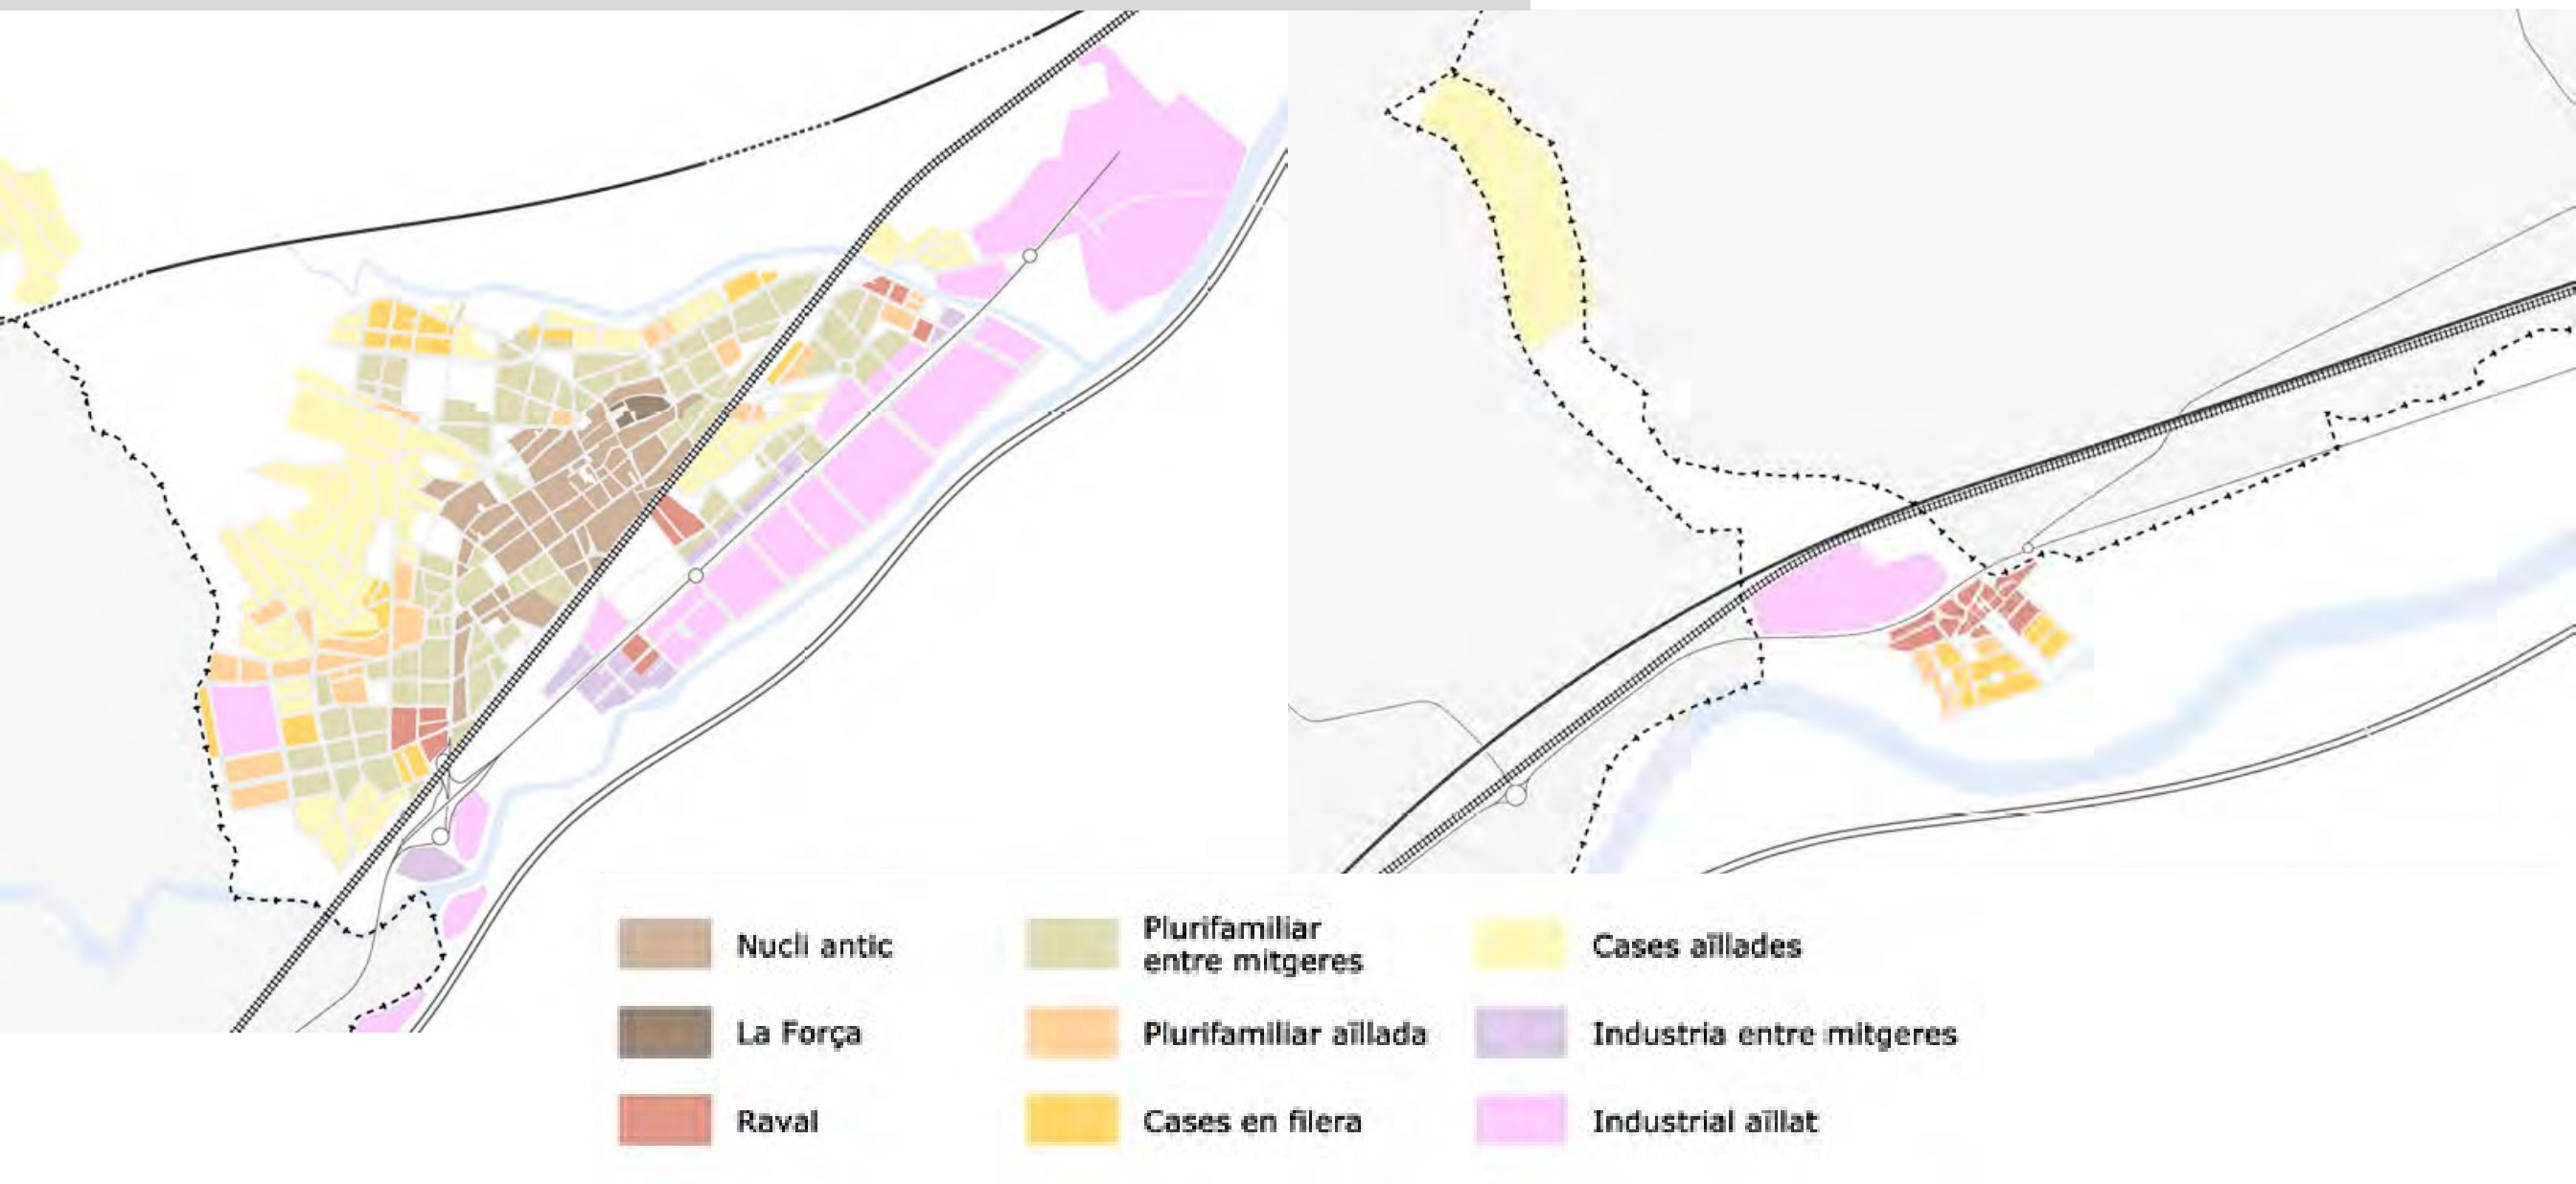 Nucli antic
La Força
Raval
Plurifamiliar
entre mitgeres
Plurifamiliar aïllada
Cases en filera
Cases aïllades
Industria entre mitgeres
Industrial aïllat